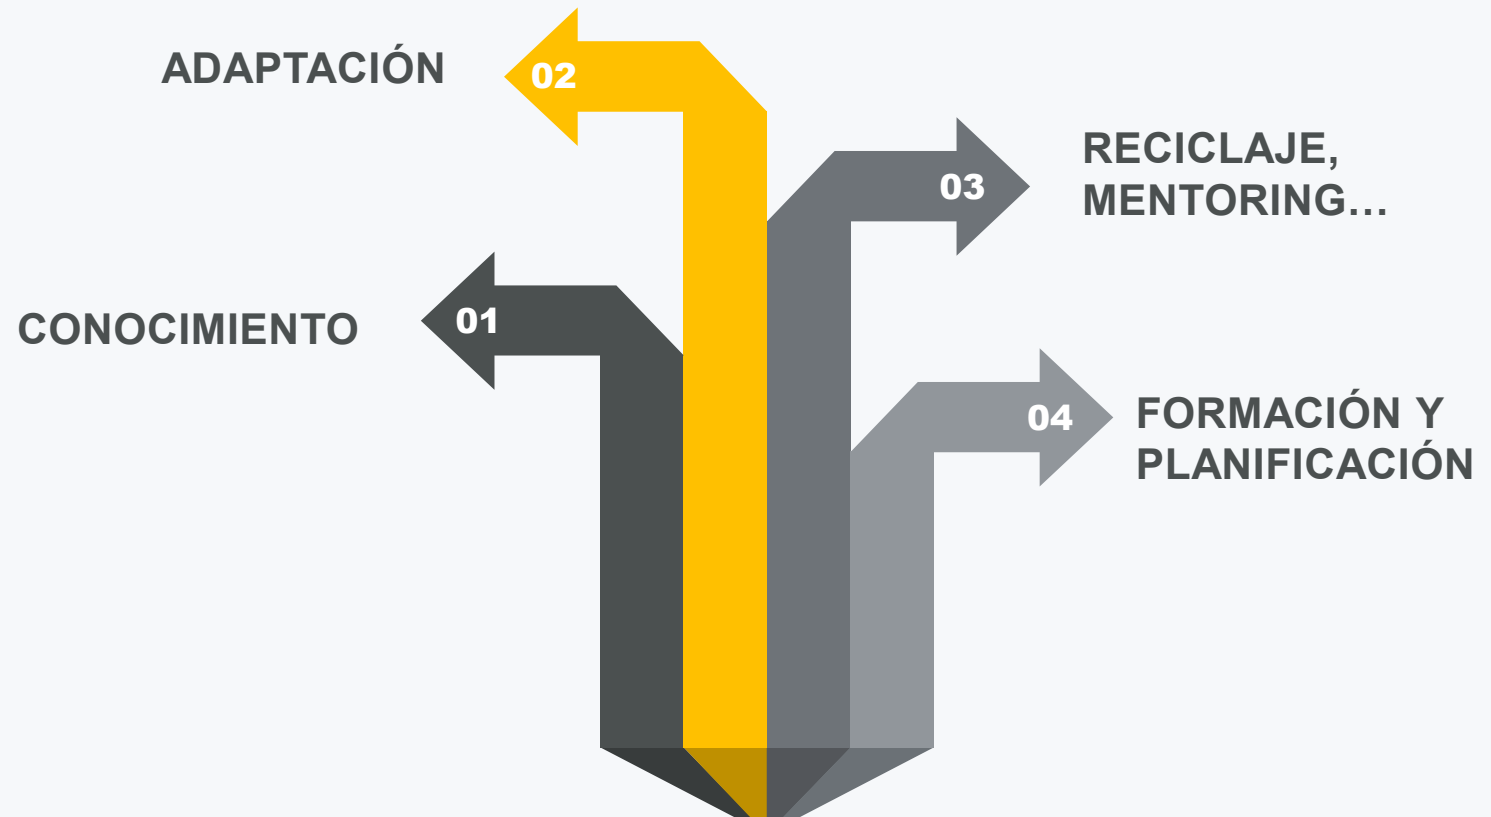 ADAPTACIÓN
02
RECICLAJE,
MENTORING…
03
CONOCIMIENTO
01
FORMACIÓN Y
PLANIFICACIÓN
04